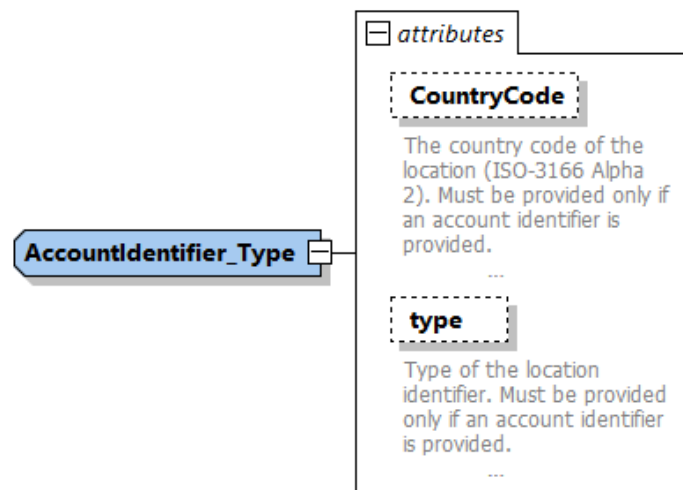 attributes
CountryCode
The country code of the
location (ISO-3166 Alpha
2). Must be provided only if
an account identifier is
provided.
...
AccountIdentifier_Type
type
Type of the location
identifier. Must be provided
only if an account identifier
is provided.
...